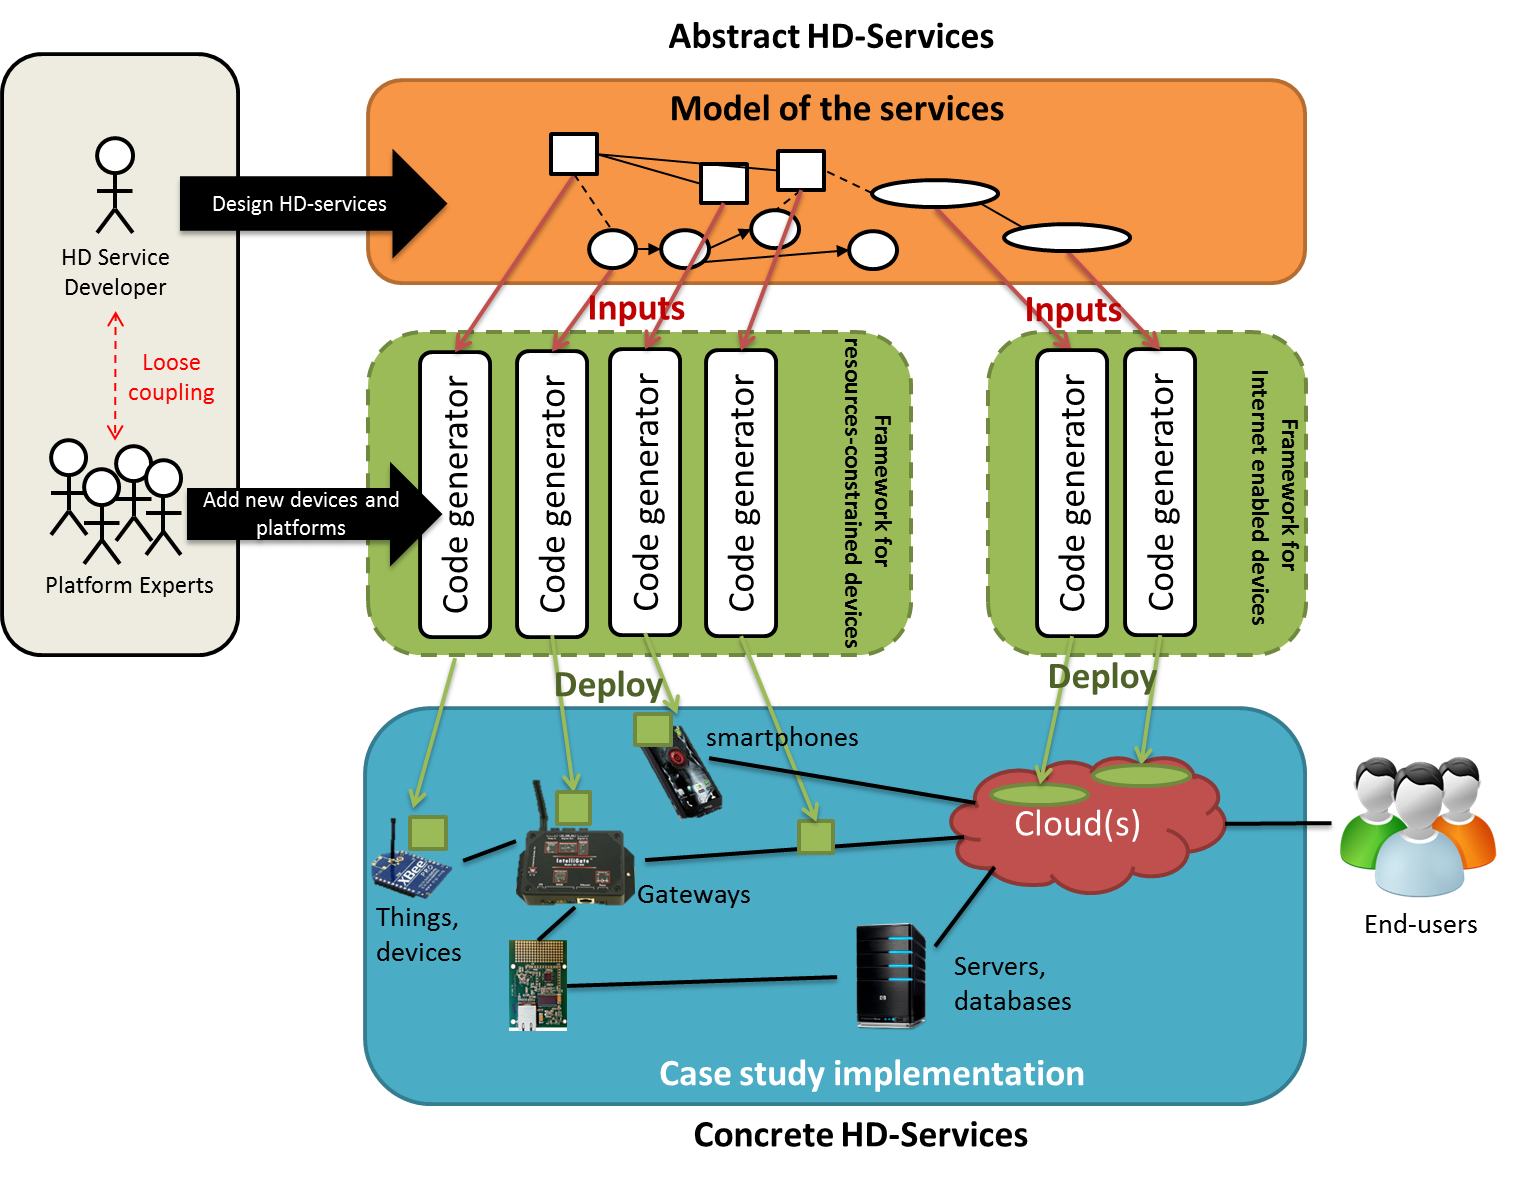 Abstract HD-Services
Model of the services
Design HD-services
HD Service
Developer
Loose
coupling
Platform Experts
Add new devices and
platforms
Inputs
Inputs
Code generator
Code generator
Code generator
Code generator
Framework for
resources-constrained devices
Code generator
Code generator
Framework for
Internet enabled devices
Deploy
Deploy
smartphones
Cloud(s)
XBee
PRO
IntelliGate
Gateways
Things,
devices
Servers,
databases
End-users
Case study implementation
Concrete HD-Services